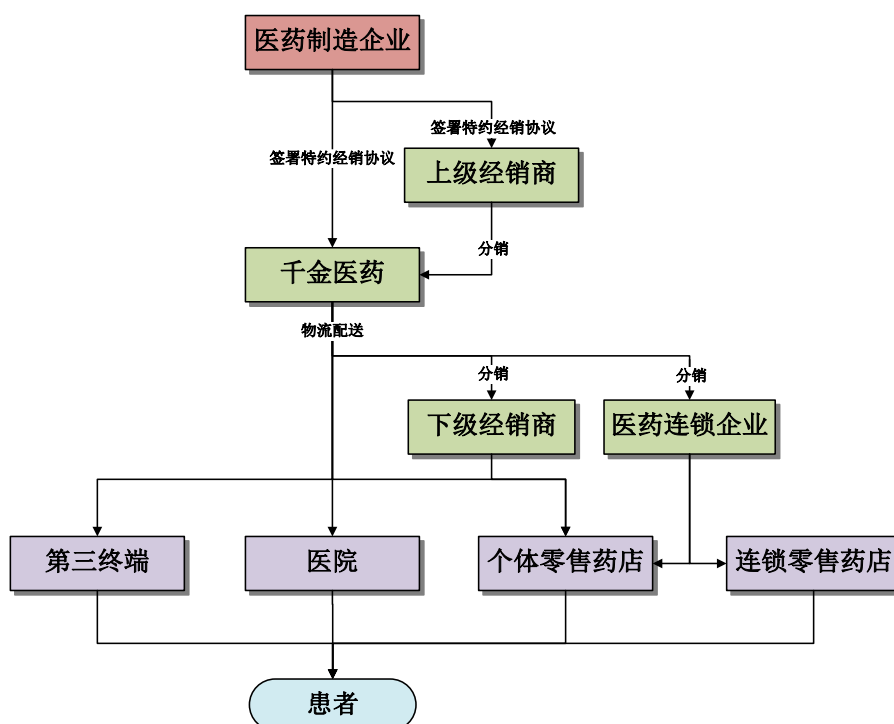 医药制造企业
签署特约经销协议
签署特约经销协议
上级经销商
分销
千金医药
物流配送
分销
分销
下级经销商
医药连锁企业
第三终端
医院
个体零售药店
连锁零售药店
患者